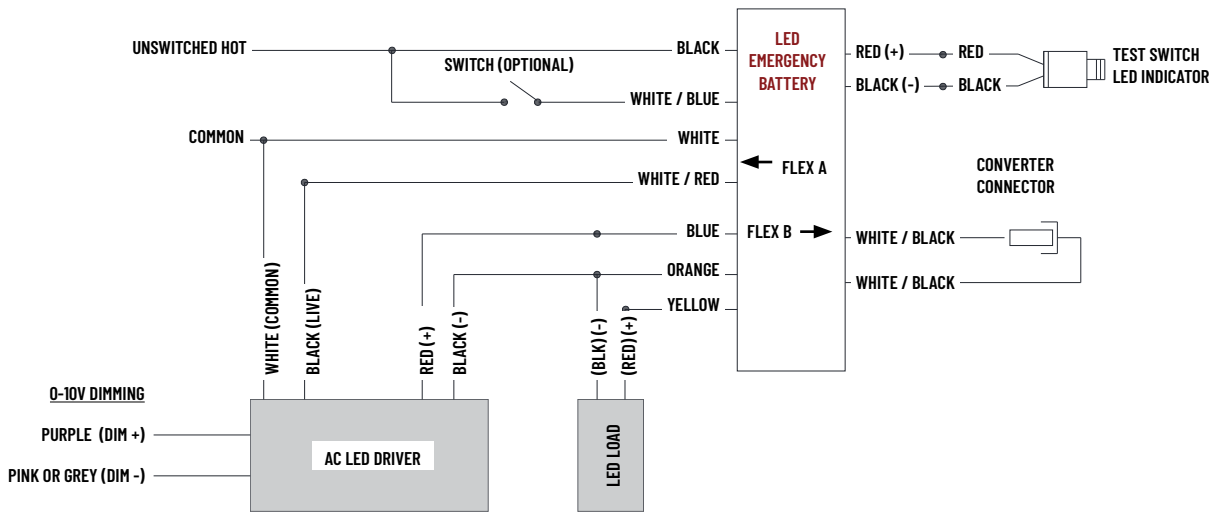 UNSWITCHED HOT
BLACK
SWITCH (OPTIONAL)
WHITE / BLUE
COMMON
WHITE
WHITE / RED
BLUE
ORANGE
YELLOW
LED
EMERGENCY
BATTERY
FLEX A
FLEX B
RED (+)
RED
BLACK (-)
BLACK
TEST SWITCH
LED INDICATOR
CONVERTER
CONNECTOR
WHITE / BLACK
WHITE / BLACK
WHITE (COMMON)
BLACK (LIVE)
RED (+)
BLACK (-)
(BLK) (-)
(RED) (+)
0-10V DIMMING
PURPLE (DIM +)
PINK OR GREY (DIM -)
AC LED DRIVER
LED LOAD